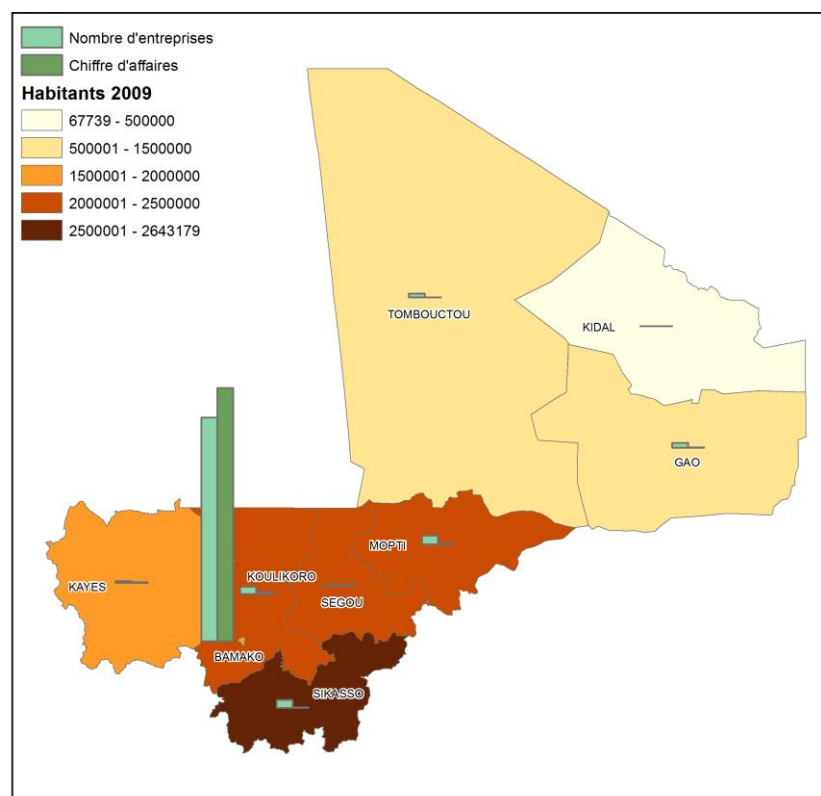 Nombre d'entreprises
Chiffre d'affaires
Habitants 2009
67739 - 500000
500001 - 1500000
1500001 - 2000000
2000001 - 2500000
2500001 - 2643179
TOMBOUCTOU
KIDAL
GAO
MOPTI
KOULIKORO
KAYES
SEGOU
BAMAKO
SIKASSO